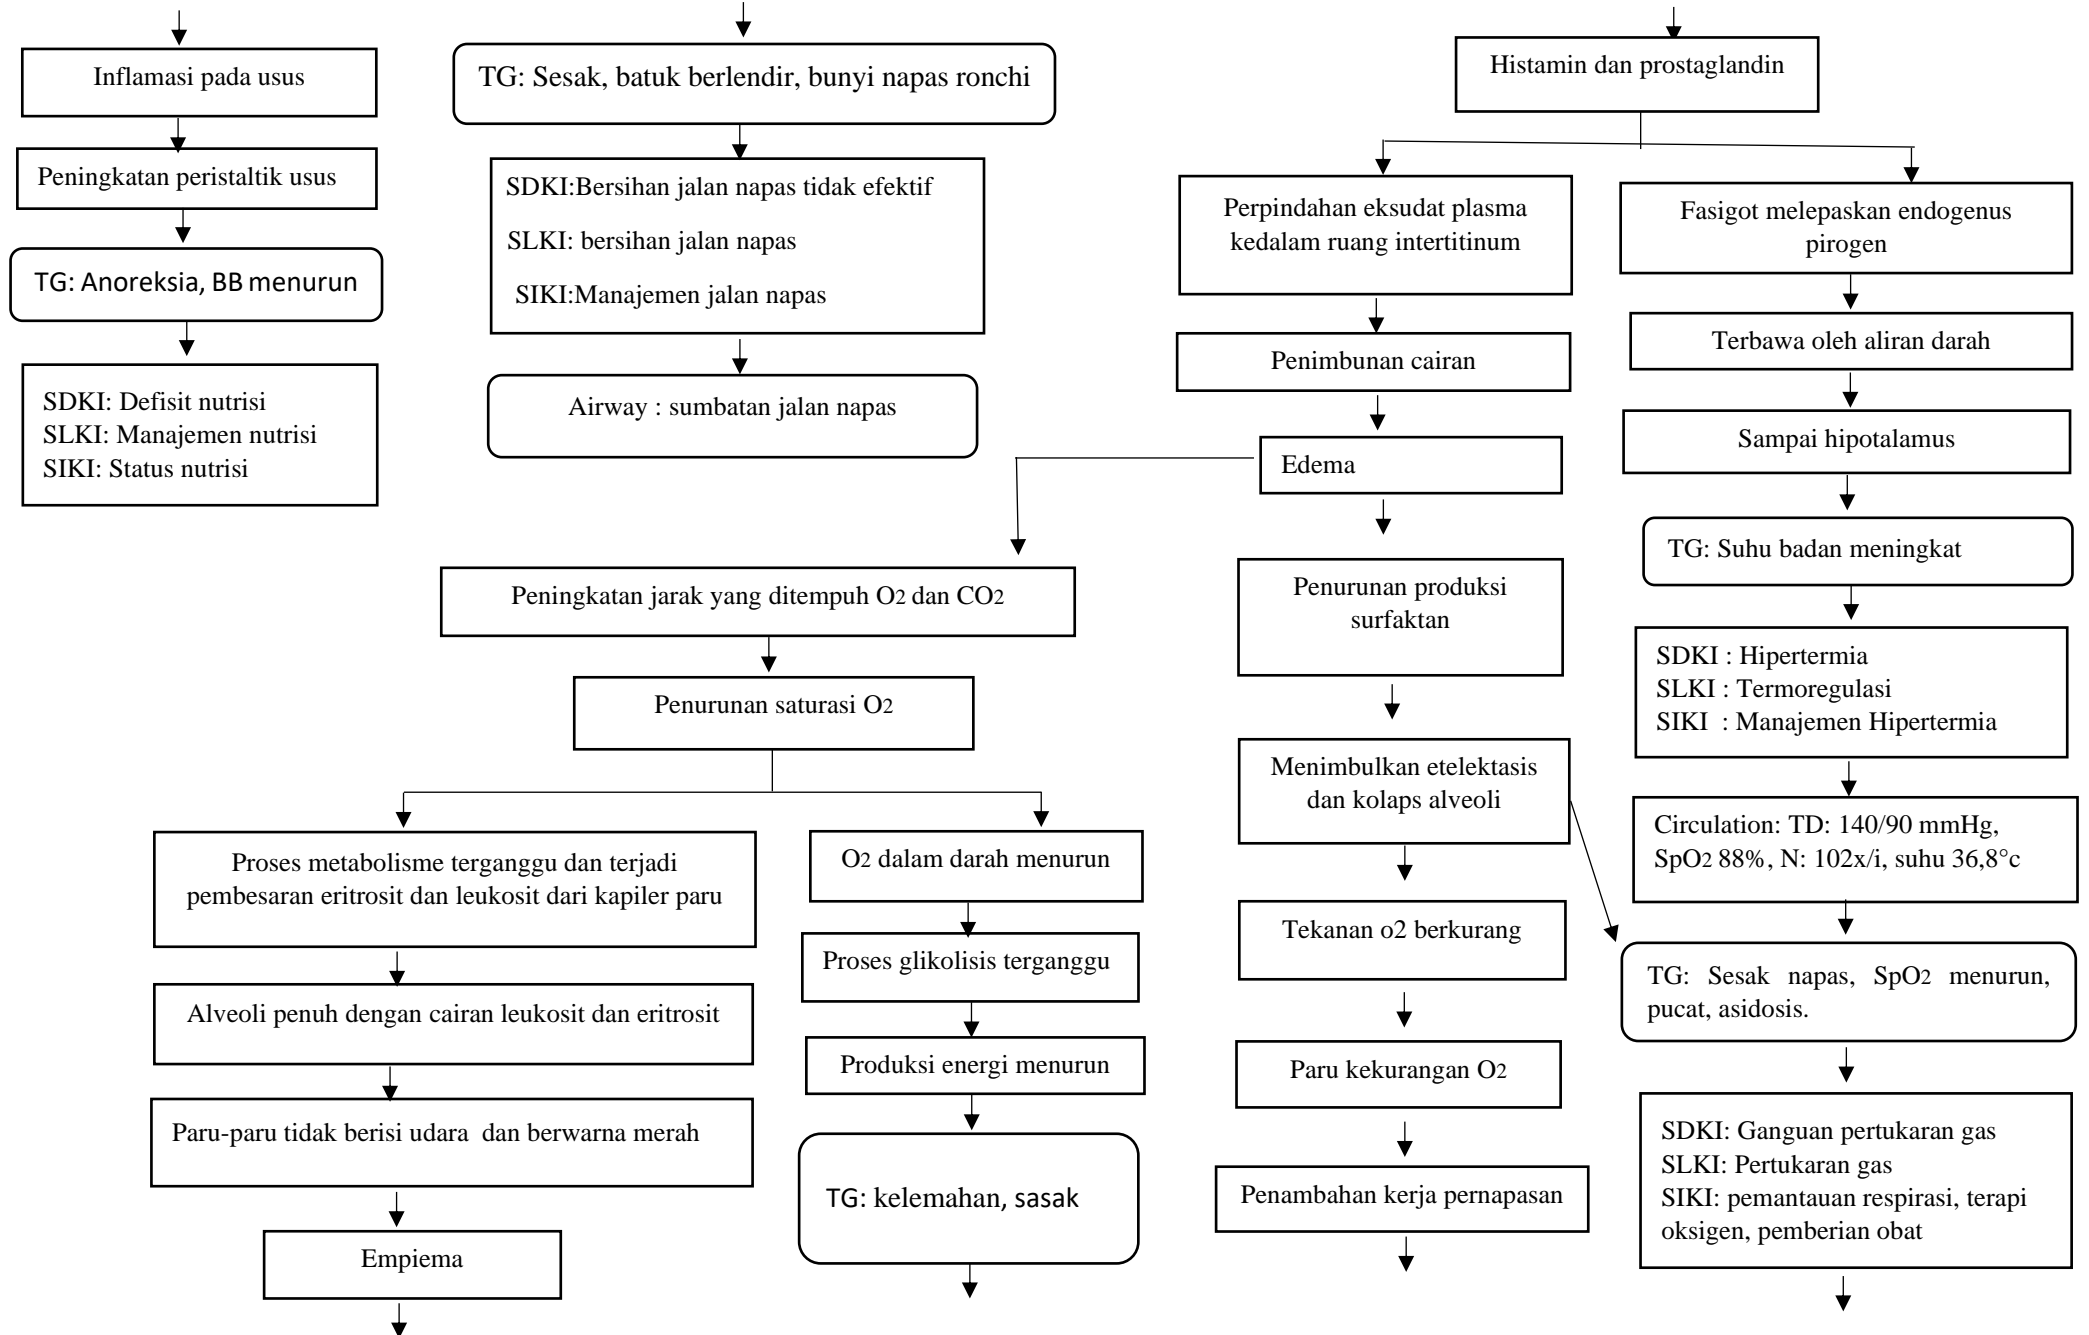 Inflamasi pada usus
Peningkatan peristaltik usus
TG: Anoreksia, BB menurun
SDKI: Defisit nutrisi
SLKI: Manajemen nutrisi
SIKI: Status nutrisi
TG: Sesak, batuk berlendir, bunyi napas ronchi
SDKI:Bersihan jalan napas tidak efektif
SLKI: bersihan jalan napas
SIKI:Manajemen jalan napas
Airway : sumbatan jalan napas
Histamin dan prostaglandin
Perpindahan eksudat plasma
kedalam ruang intertitinum
Penimbunan cairan
Edema
Fasigot melepaskan endogenus
pirogen
Terbawa oleh aliran darah
Sampai hipotalamus
TG: Suhu badan meningkat
SDKI : Hipertermia
SLKI : Termoregulasi
SIKI : Manajemen Hipertermia
Circulation: TD: 140/90 mmHg,
SpO2 88%, N: 102x/i, suhu 36,8°c
TG: Sesak napas, SpO2 menurun,
pucat, asidosis.
SDKI: Ganguan pertukaran gas
SLKI: Pertukaran gas
SIKI: pemantauan respirasi, terapi
oksigen, pemberian obat
Peningkatan jarak yang ditempuh O2 dan CO2
Penurunan saturasi O2
Proses metabolisme terganggu dan terjadi
pembesaran eritrosit dan leukosit dari kapiler paru
Alveoli penuh dengan cairan leukosit dan eritrosit
Paru-paru tidak berisi udara dan berwarna merah
Empiema
O2 dalam darah menurun
Proses glikolisis terganggu
Produksi energi menurun
TG: kelemahan, sasak
Penurunan produksi
surfaktan
Menimbulkan etelektasis
dan kolaps alveoli
Tekanan o2 berkurang
Paru kekurangan O2
Penambahan kerja pernapasan